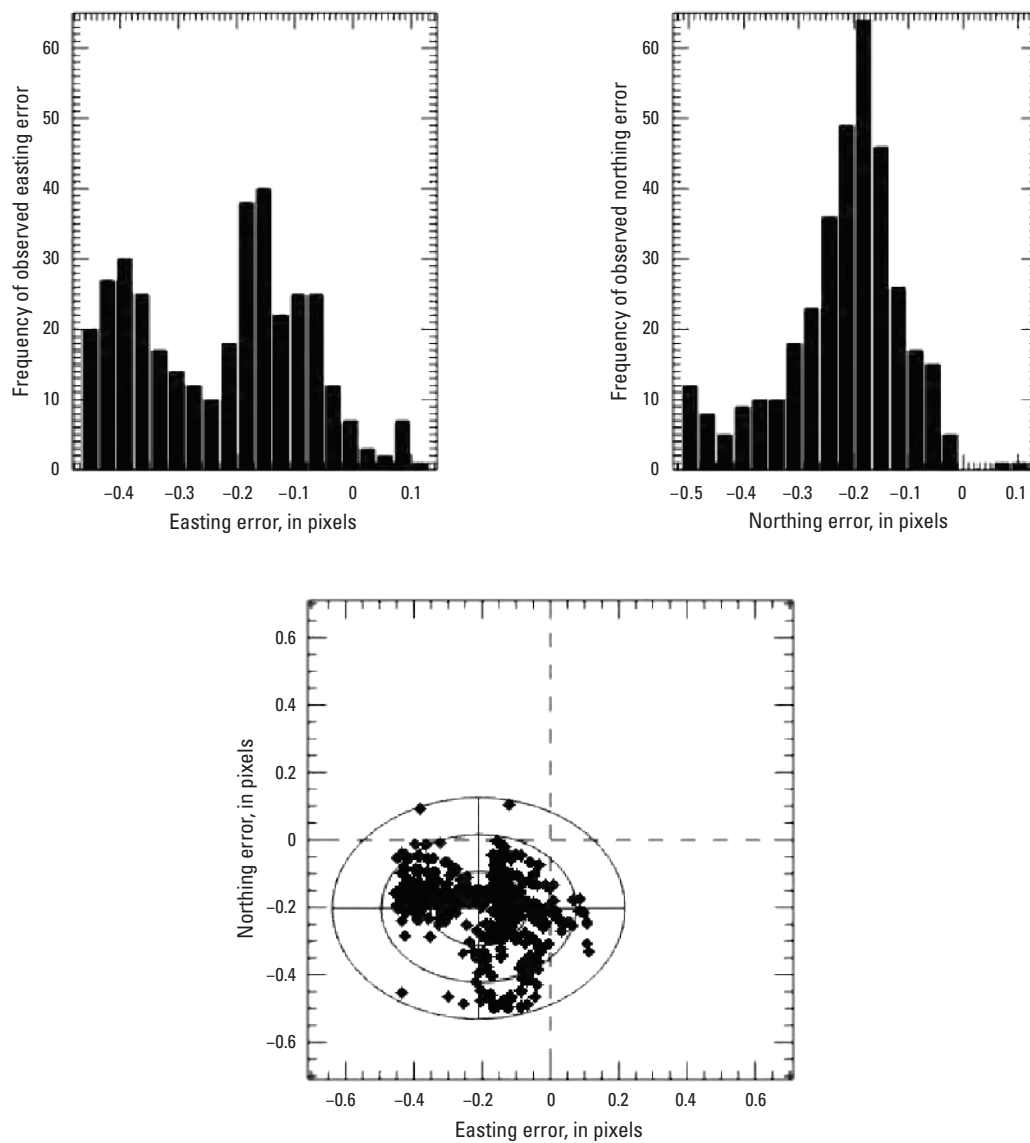 60
50
40
30
20
10
0
Frequency of observed easting error
−0.4 −0.3 −0.2 −0.1 0 0.1
Easting error, in pixels
60
50
40
30
20
10
0
Frequency of observed northing error
−0.5 −0.4 −0.3 −0.2 −0.1 0 0.1
Northing error, in pixels
0.6
0.4
0.2
0
−0.2
−0.4
−0.6
Northing error, in pixels
−0.6 −0.4 −0.2 0 0.2 0.4 0.6
Easting error, in pixels